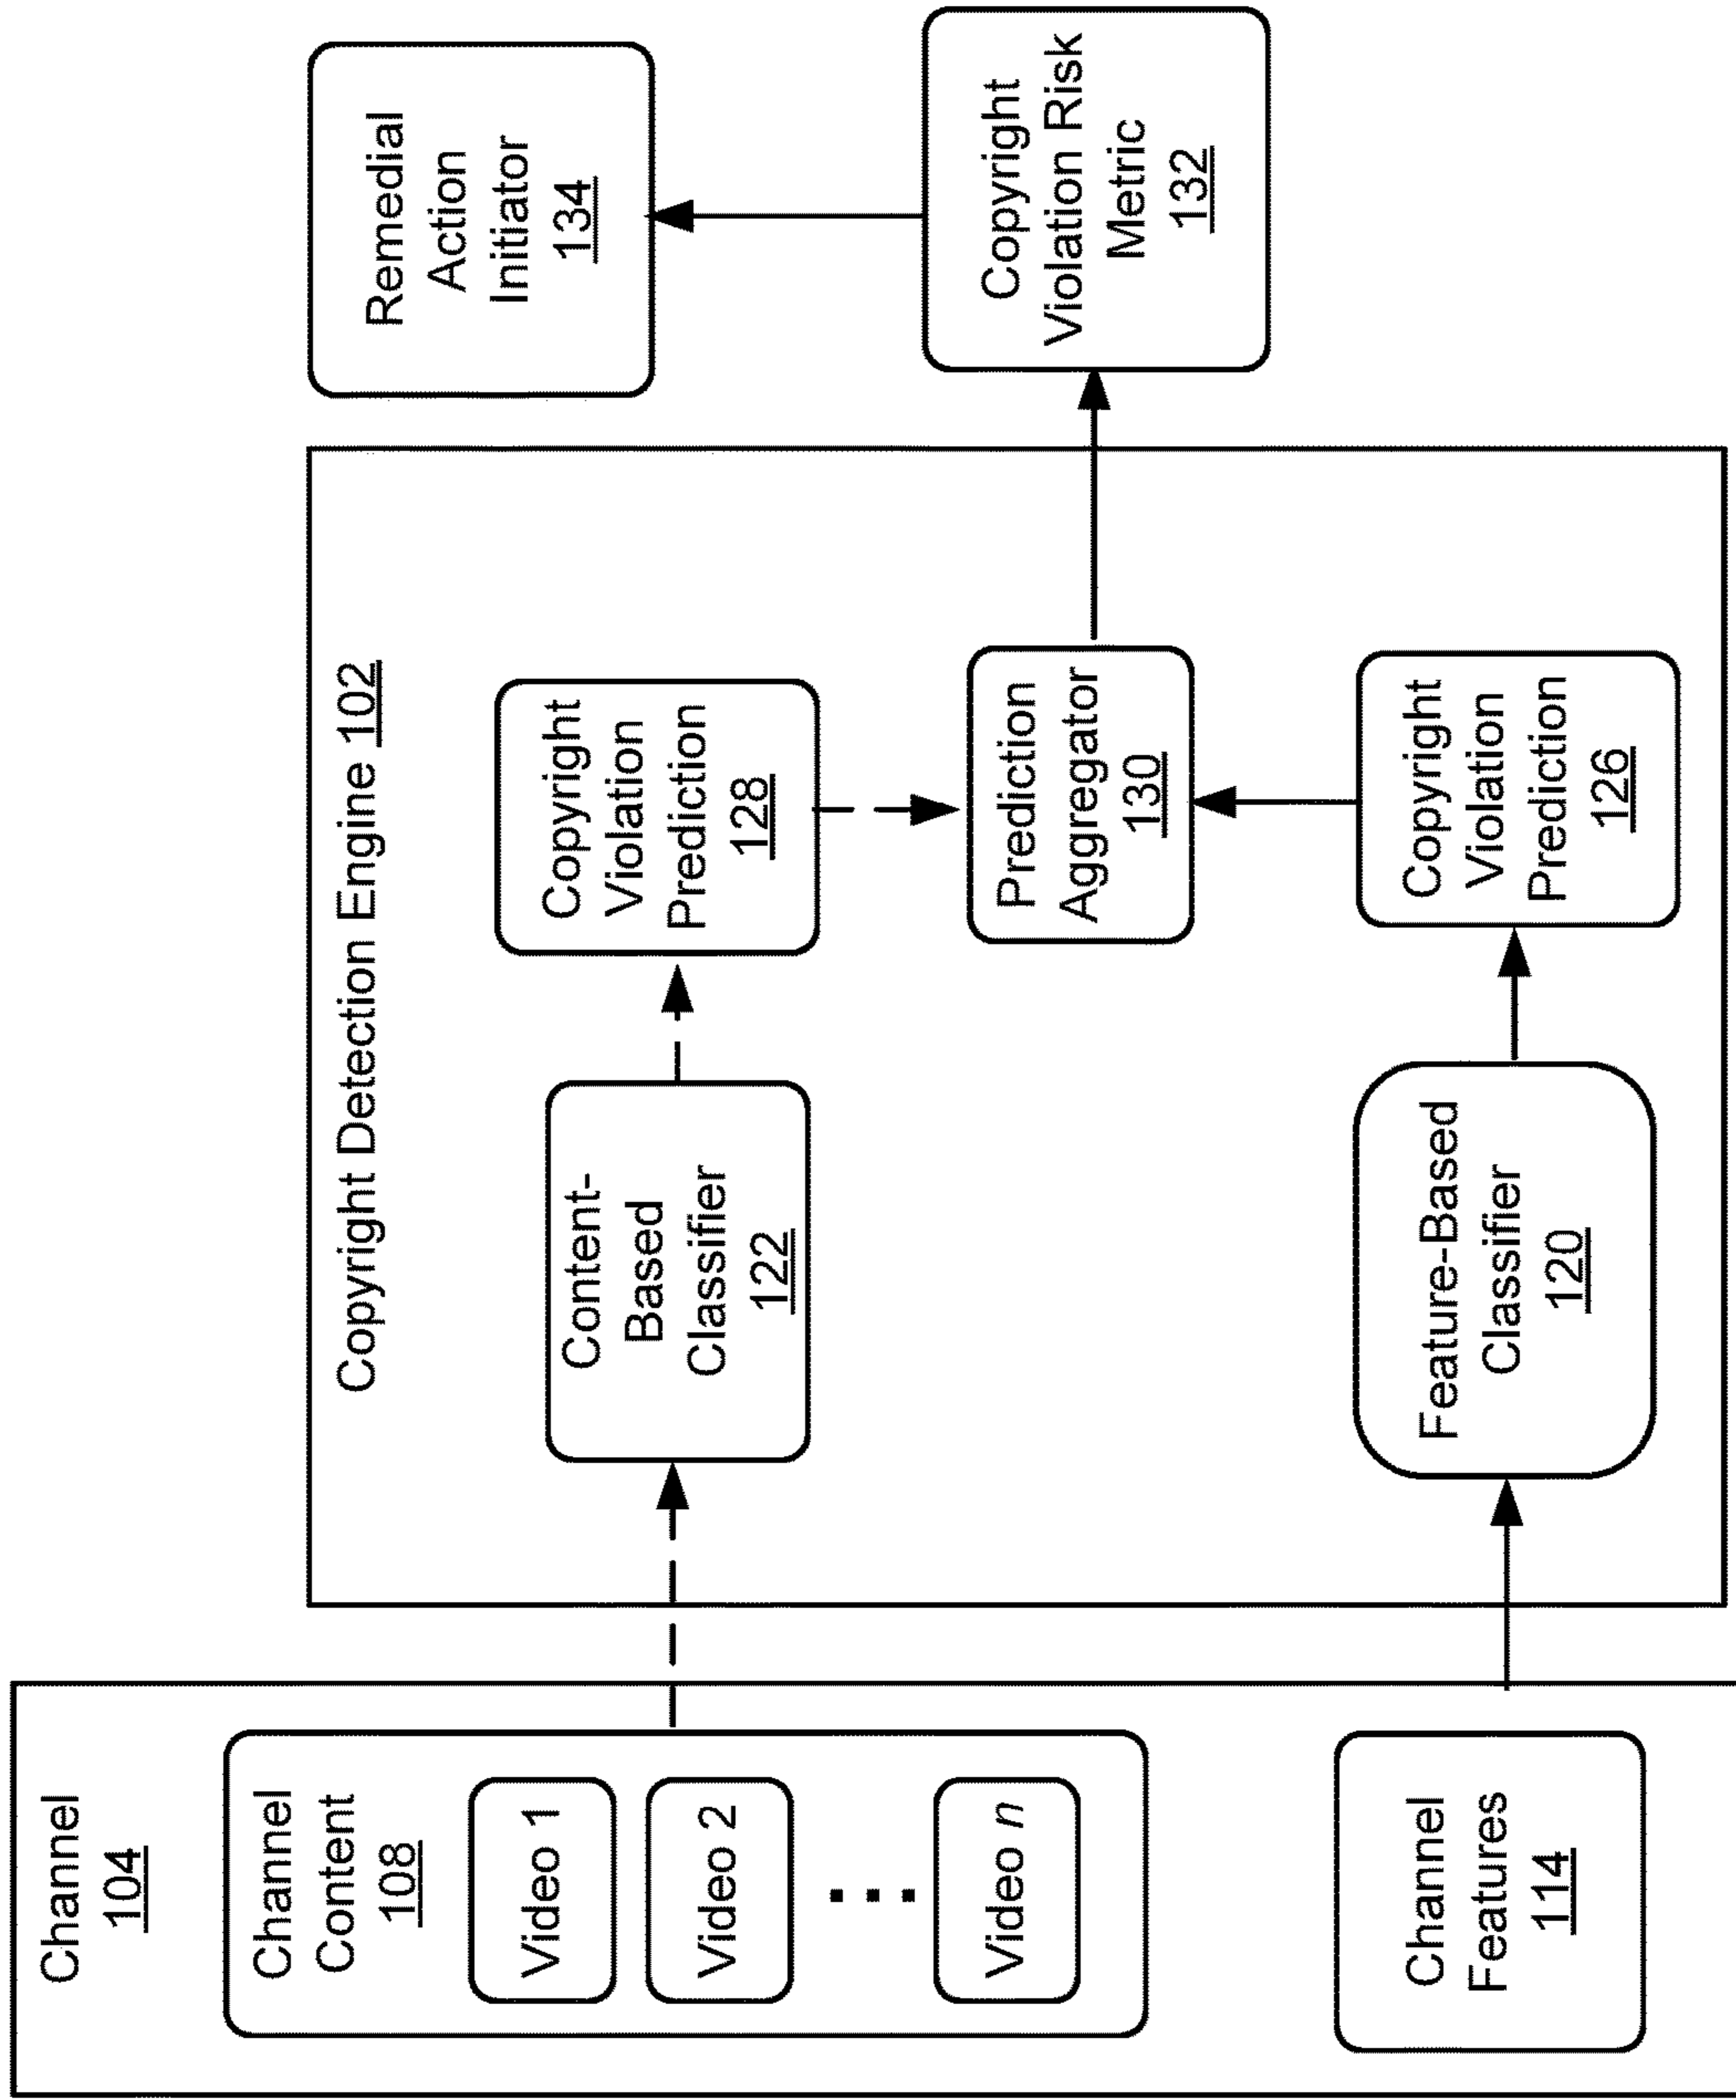 Channel
104
Channel
Content
108
Video 1
Video 2
Video n
Channel
Features
114
Copyright Detection Engine 102
Content-
Based
Classifier
122
Copyright
Violation
Prediction
128
Prediction
Aggregator
130
Feature-Based
Classifier
120
Copyright
Violation
Prediction
126
Remedial
Action
Initiator
134
Copyright
Violation Risk
Metric
132